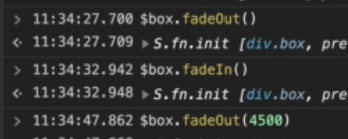 > 11:34:27.700 $box.fadeOut()
<· 11:34:27.709 ▸ S.fn.init [div.box, pre
> 11:34:32.942 $box.fadeIn()
<· 11:34:32.948 ▸ S.fn.init [div.box, pre
> 11:34:47.862 $box.fadeOut(4500)